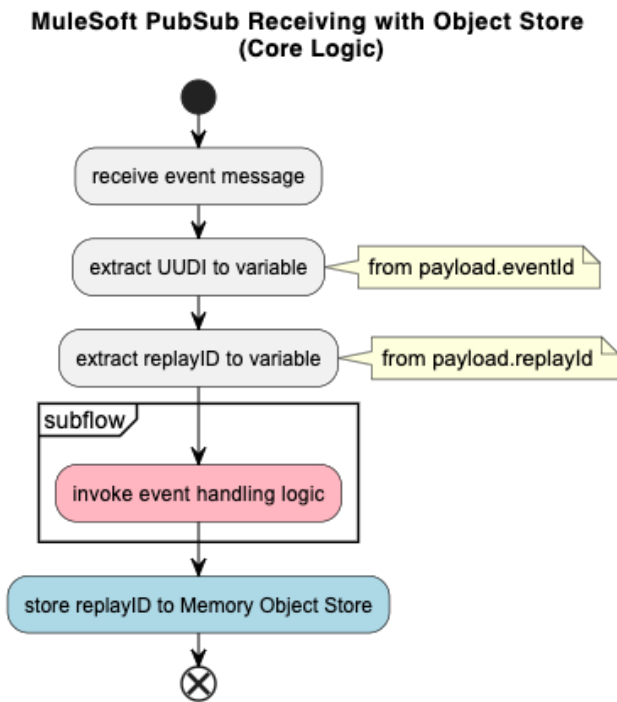 MuleSoft PubSub Receiving with Object Store
(Core Logic)
receive event message
extract UUDI to variable
from payload.eventId
extract replayID to variable
from payload.replayId
subflow
invoke event handling logic
store replayID to Memory Object Store